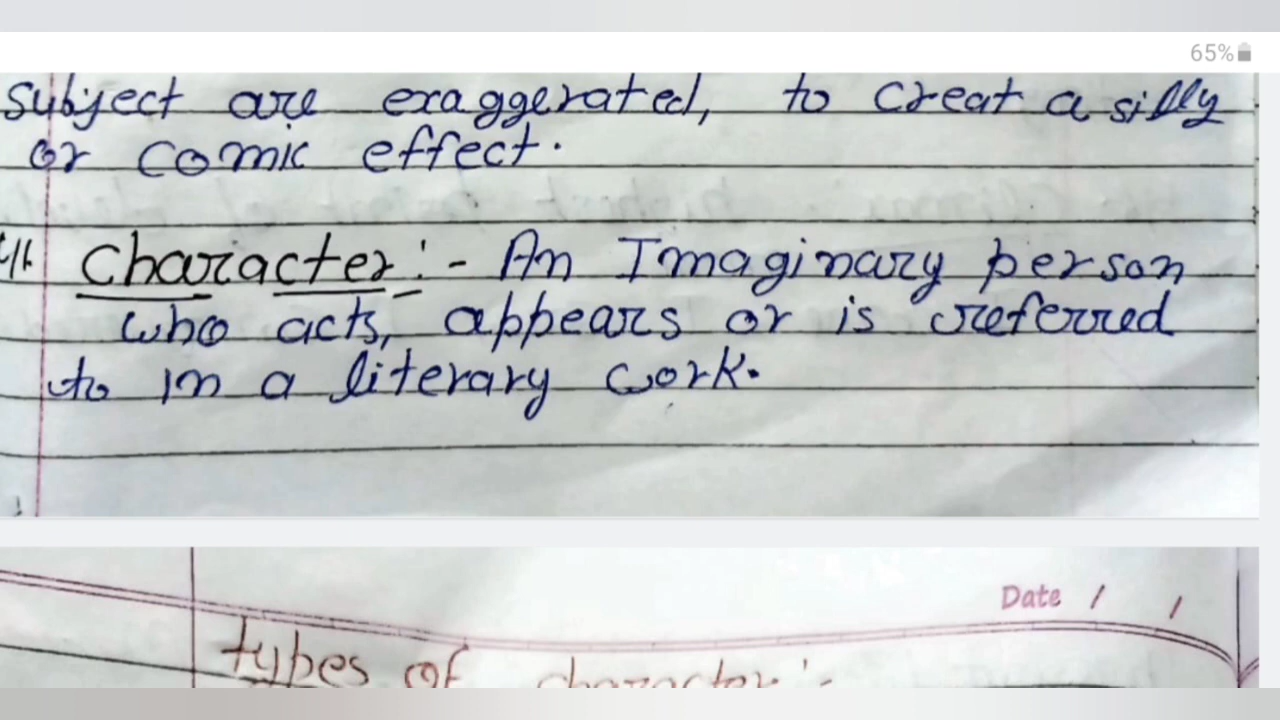 65%
subject are exaggerated, to creat a silly
or comic effect.
Character :- An Imaginary person
who acts, appears or is referred
to in a literary work.
Date / /
types of character :-